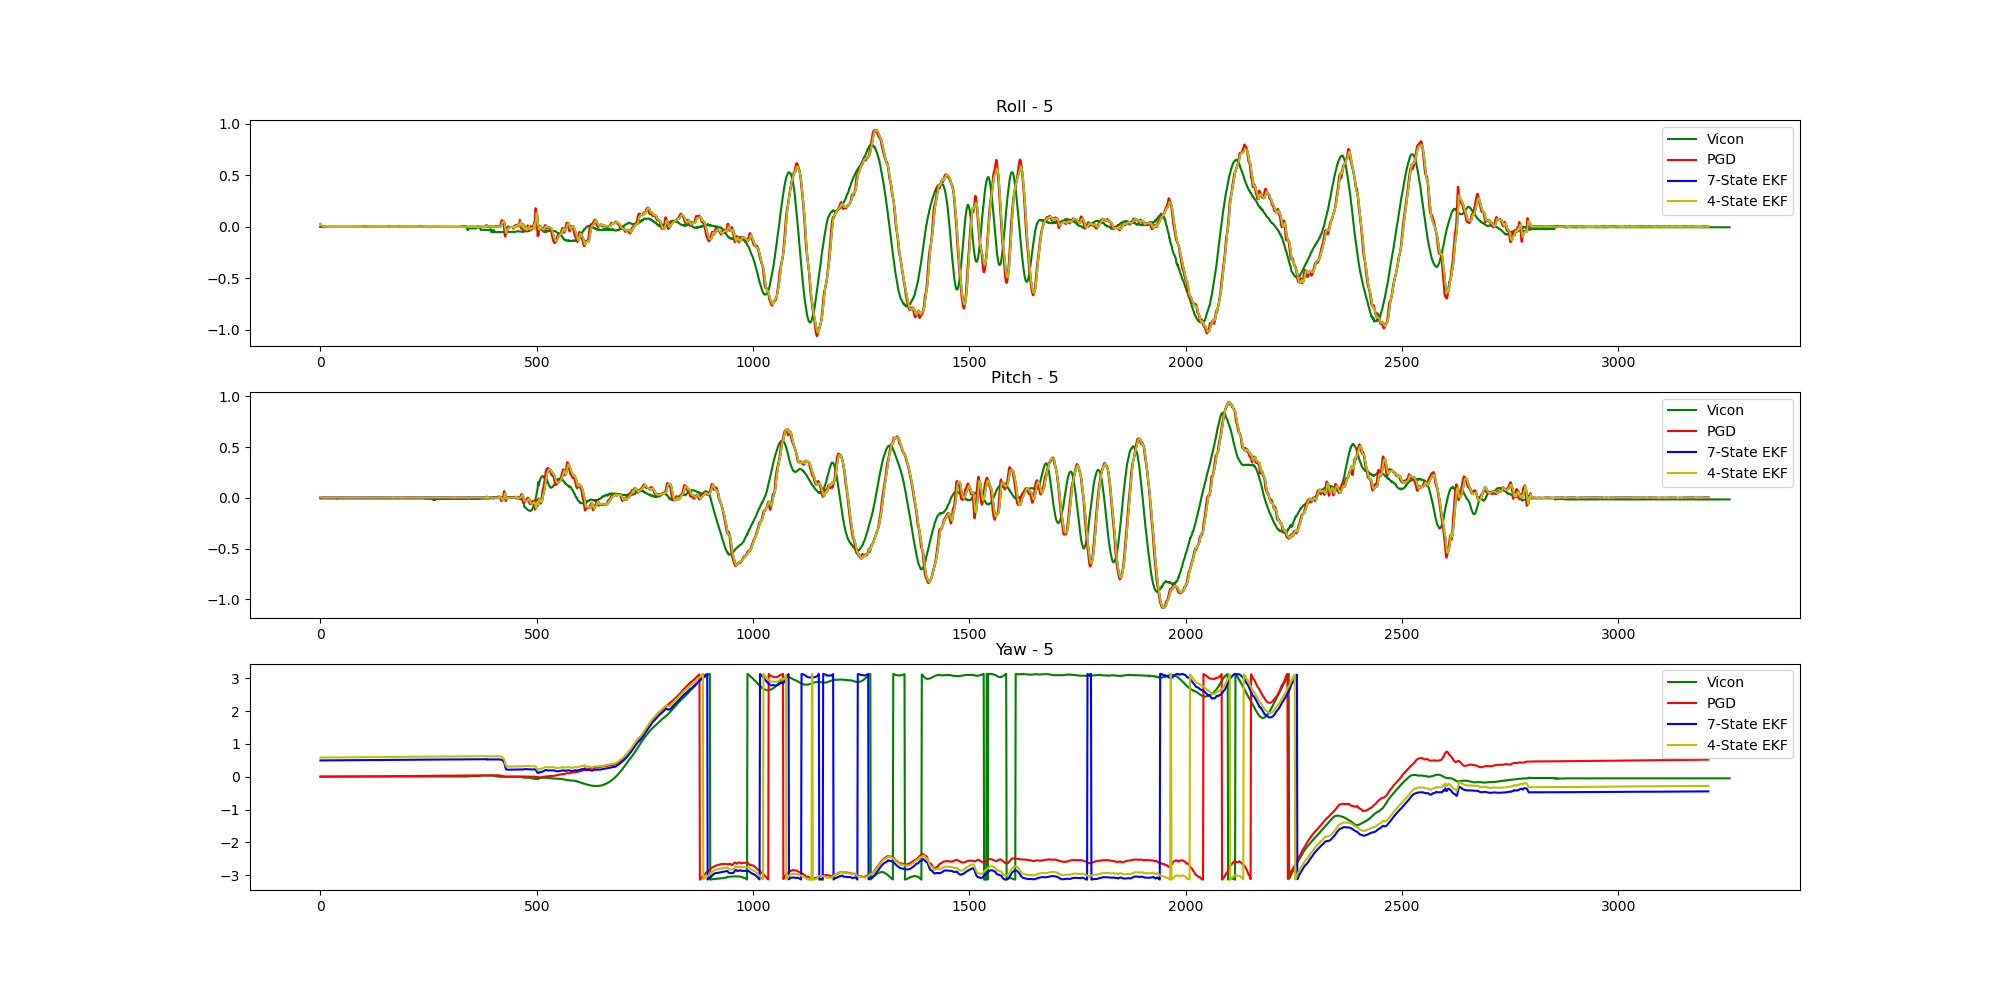 Roll - 5
1.0
0.5
0.0
−0.5
−1.0
0 500 1000 1500 2000 2500 3000
Vicon
PGD
7-State EKF
4-State EKF
Pitch - 5
1.0
0.5
0.0
−0.5
−1.0
0 500 1000 1500 2000 2500 3000
Vicon
PGD
7-State EKF
4-State EKF
Yaw - 5
3
2
1
0
−1
−2
−3
0 500 1000 1500 2000 2500 3000
Vicon
PGD
7-State EKF
4-State EKF